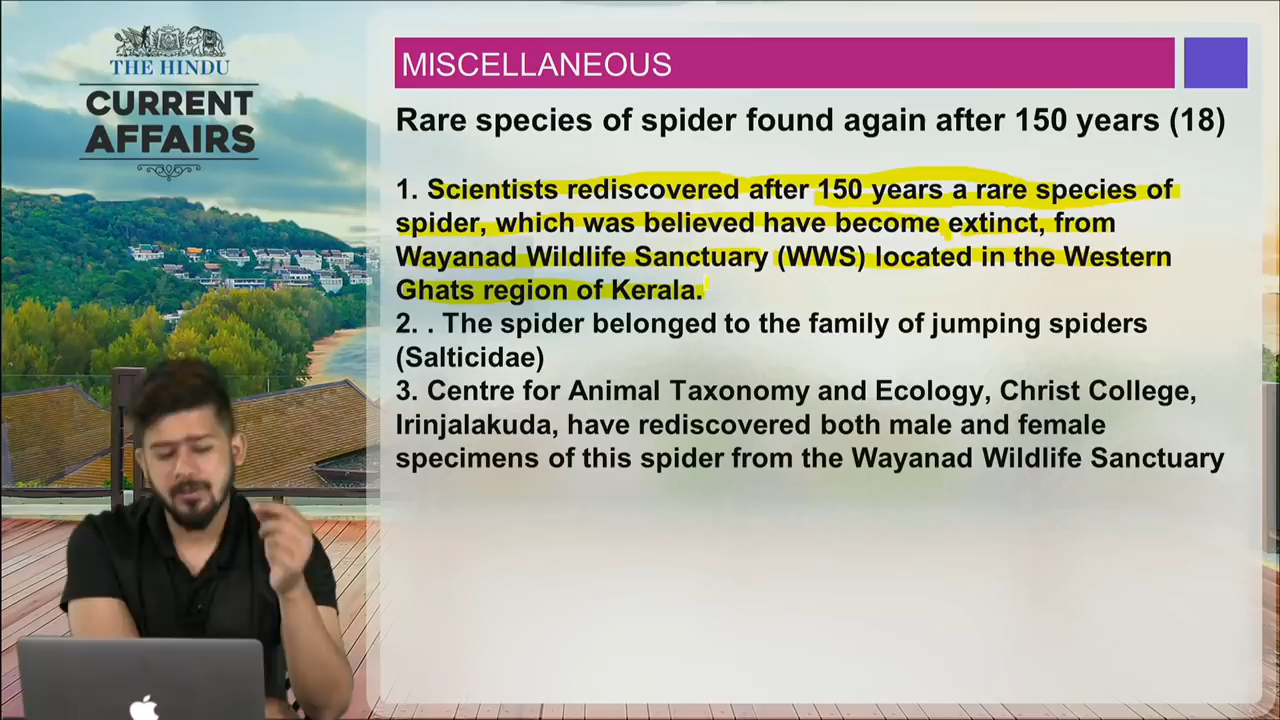 THE HINDU
CURRENT
AFFAIRS
MISCELLANEOUS
Rare species of spider found again after 150 years (18)
1. Scientists rediscovered after 150 years a rare species of
spider, which was believed have become extinct, from
Wayanad Wildlife Sanctuary (WWS) located in the Western
Ghats region of Kerala.
2. . The spider belonged to the family of jumping spiders
(Salticidae)
3. Centre for Animal Taxonomy and Ecology, Christ College,
Irinjalakuda, have rediscovered both male and female
specimens of this spider from the Wayanad Wildlife Sanctuary